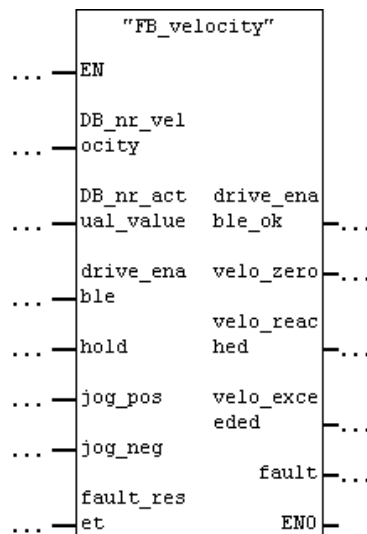 "FB_velocity"
... EN
DB_nr_vel
... ocity
DB_nr_act drive_ena
... ual_value ble_ok ...
drive_ena velo_zero ...
... ble
velo_reac
... hold hed ...
... jog_pos velo_exce
eded ...
... jog_neg
fault ...
fault_res
... et ENO